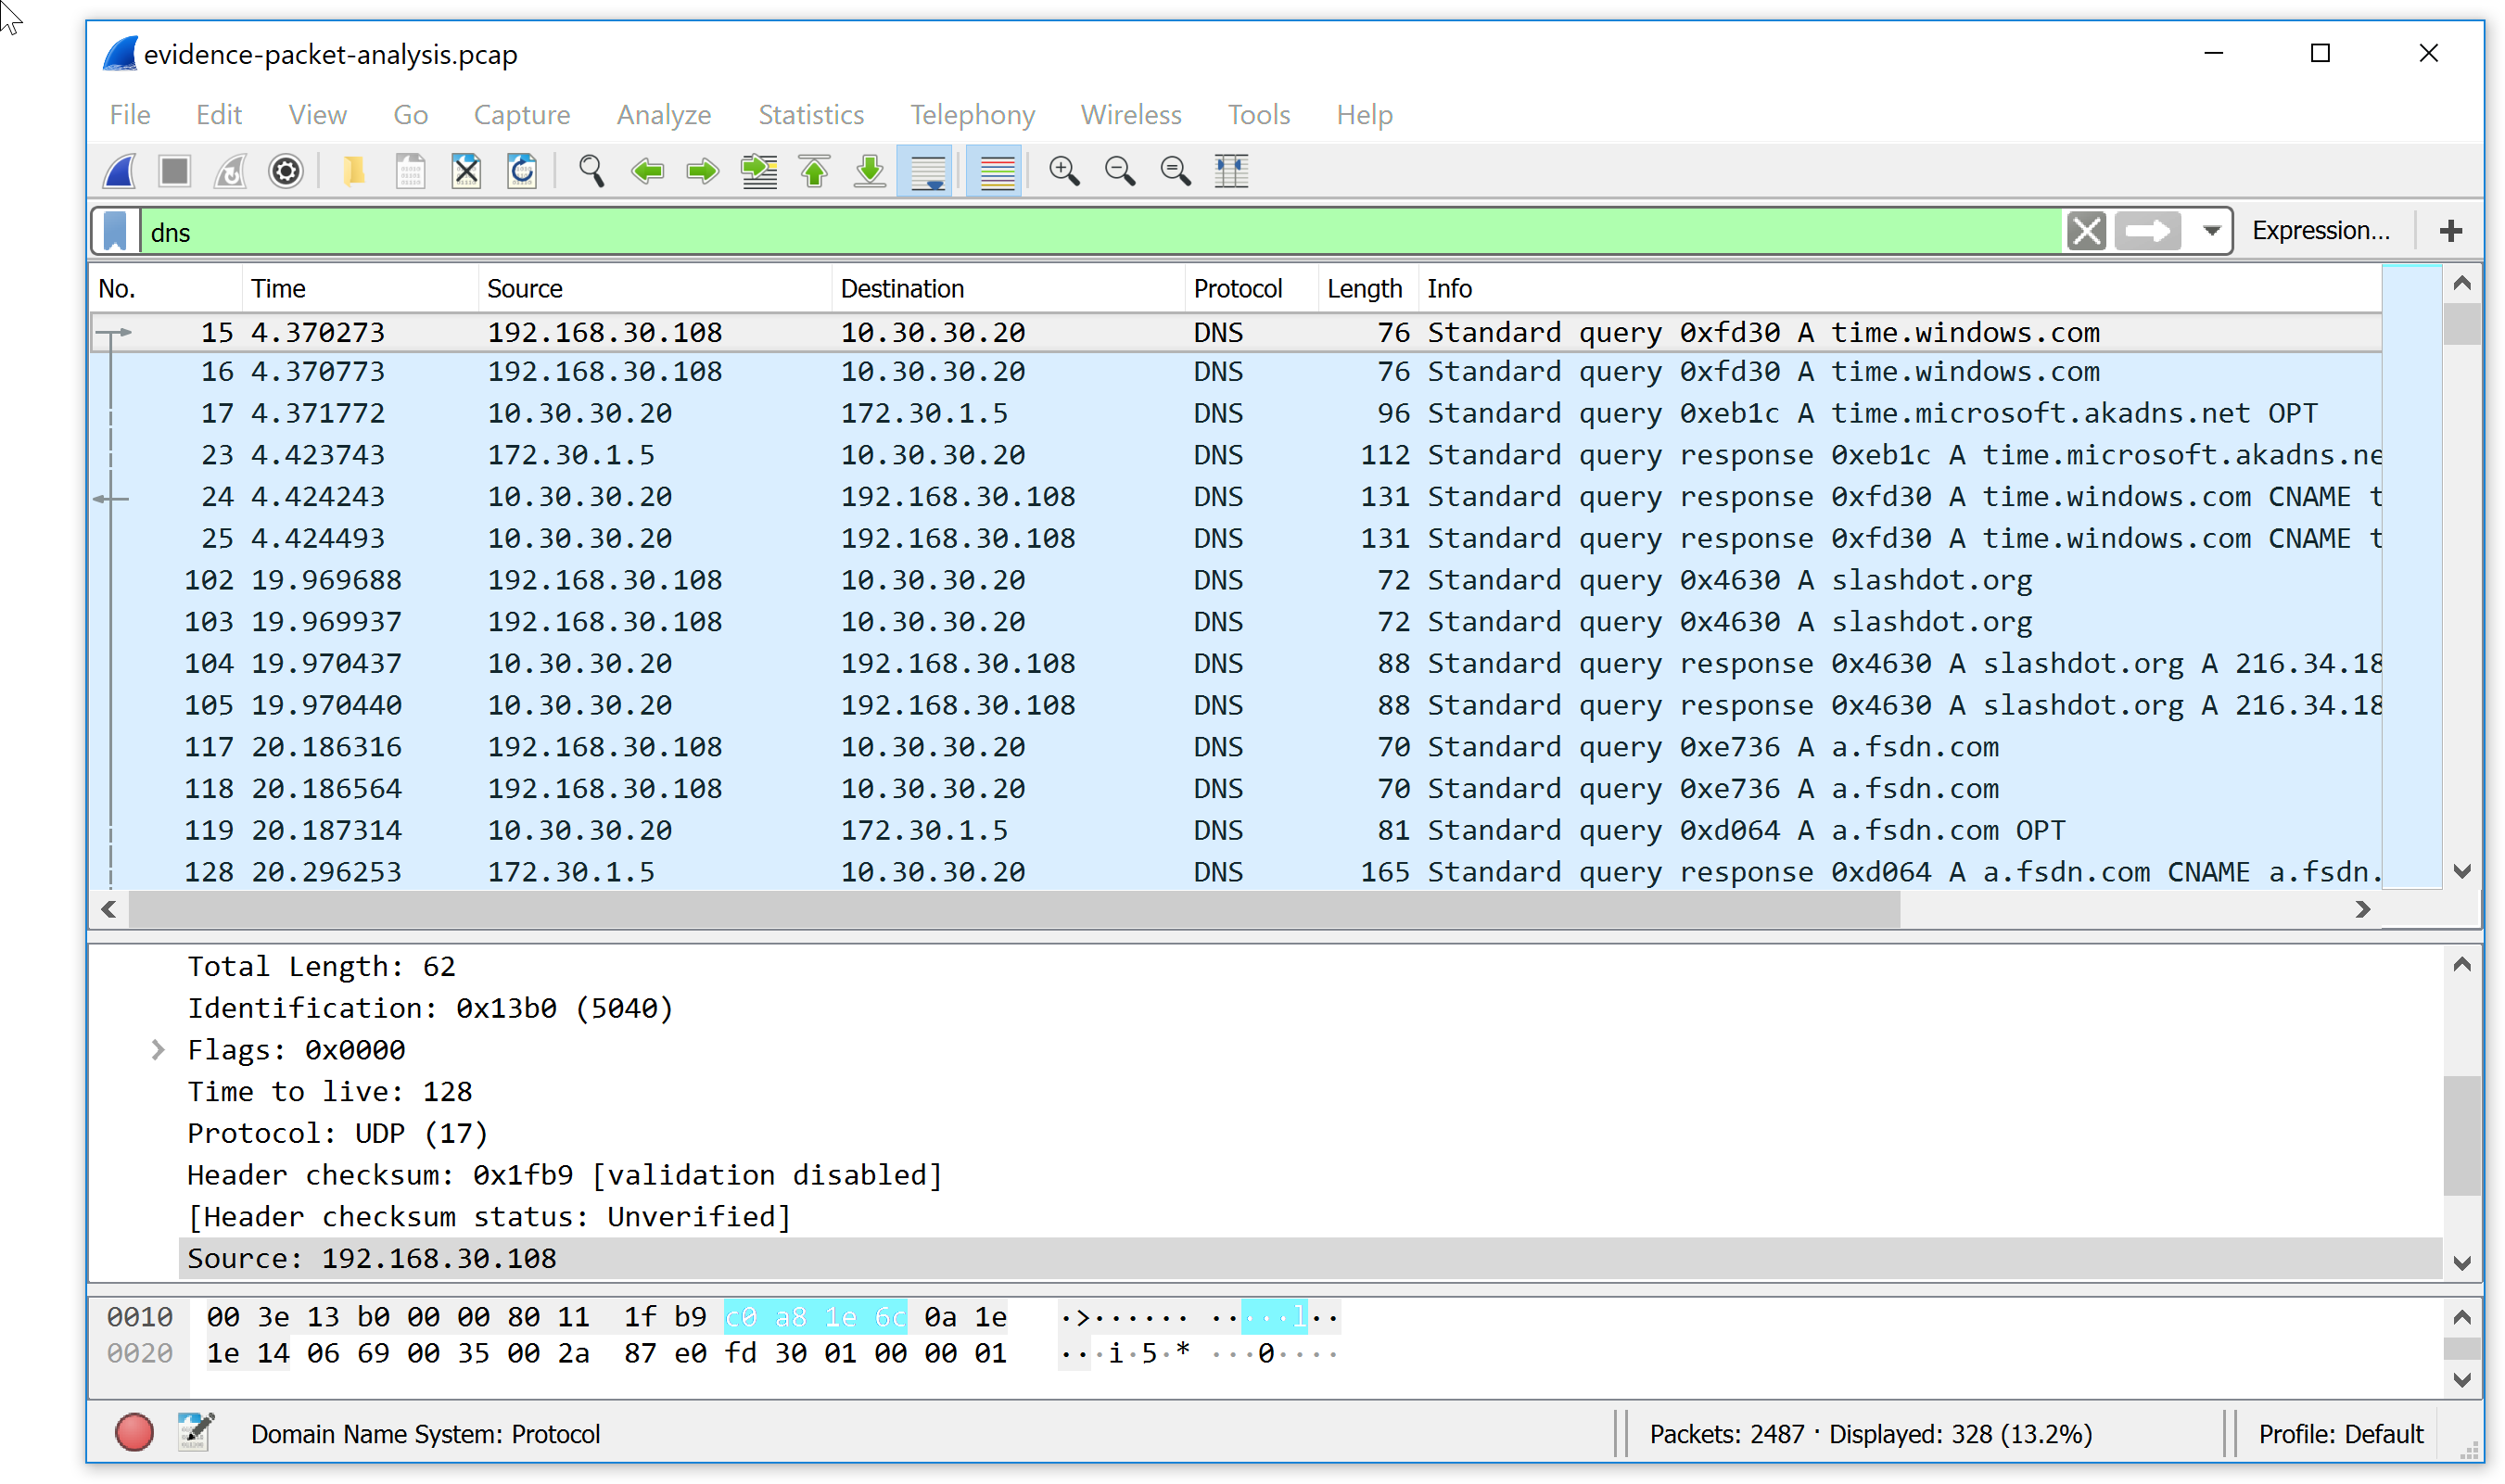 evidence-packet-analysis.pcap
File Edit View Go Capture Analyze Statistics Telephony Wireless Tools Help
dns Expression... +
No. Time Source Destination Protocol Length Info
15 4.370273 192.168.30.108 10.30.30.20 DNS 76 Standard query 0xfd30 A time.windows.com
16 4.370773 192.168.30.108 10.30.30.20 DNS 76 Standard query 0xfd30 A time.windows.com
17 4.371772 10.30.30.20 172.30.1.5 DNS 96 Standard query 0xeb1c A time.microsoft.akadns.net OPT
23 4.423743 172.30.1.5 10.30.30.20 DNS 112 Standard query response 0xeb1c A time.microsoft.akadns.ne
24 4.424243 10.30.30.20 192.168.30.108 DNS 131 Standard query response 0xfd30 A time.windows.com CNAME t
25 4.424493 10.30.30.20 192.168.30.108 DNS 131 Standard query response 0xfd30 A time.windows.com CNAME t
102 19.969688 192.168.30.108 10.30.30.20 DNS 72 Standard query 0x4630 A slashdot.org
103 19.969937 192.168.30.108 10.30.30.20 DNS 72 Standard query 0x4630 A slashdot.org
104 19.970437 10.30.30.20 192.168.30.108 DNS 88 Standard query response 0x4630 A slashdot.org A 216.34.18
105 19.970440 10.30.30.20 192.168.30.108 DNS 88 Standard query response 0x4630 A slashdot.org A 216.34.18
117 20.186316 192.168.30.108 10.30.30.20 DNS 70 Standard query 0xe736 A a.fsdn.com
118 20.186564 192.168.30.108 10.30.30.20 DNS 70 Standard query 0xe736 A a.fsdn.com
119 20.187314 10.30.30.20 172.30.1.5 DNS 81 Standard query 0xd064 A a.fsdn.com OPT
128 20.296253 172.30.1.5 10.30.30.20 DNS 165 Standard query response 0xd064 A a.fsdn.com CNAME a.fsdn.
Total Length: 62
Identification: 0x13b0 (5040)
Flags: 0x0000
Time to live: 128
Protocol: UDP (17)
Header checksum: 0x1fb9 [validation disabled]
[Header checksum status: Unverified]
Source: 192.168.30.108
0010 00 3e 13 b0 00 00 80 11 1f b9 c0 a8 1e 6c 0a 1e ·>······ ·····l··
0020 1e 14 06 69 00 35 00 2a 87 e0 fd 30 01 00 00 01 ···i·5·* ···0····
Domain Name System: Protocol Packets: 2487 · Displayed: 328 (13.2%) Profile: Default